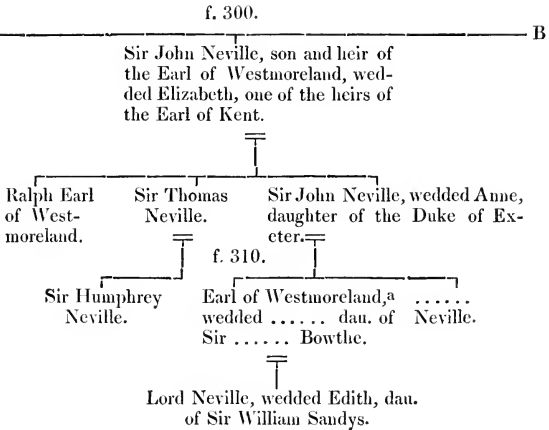 f. 300.
B
Sir John Neville, son and heir of
the Earl of Westmoreland, wed-
ded Elizabeth, one of the heirs of
the Earl of Kent.
Ralph Earl
of West-
moreland.
Sir Thomas
Neville.
Sir John Neville, wedded Anne,
daughter of the Duke of Ex-
eter.
f. 310.
Sir Humphrey
Neville.
Earl of Westmoreland,a
wedded ...... dau. of
Sir ...... Bowthe.
......
Neville.
Lord Neville, wedded Edith, dau.
of Sir William Sandys.